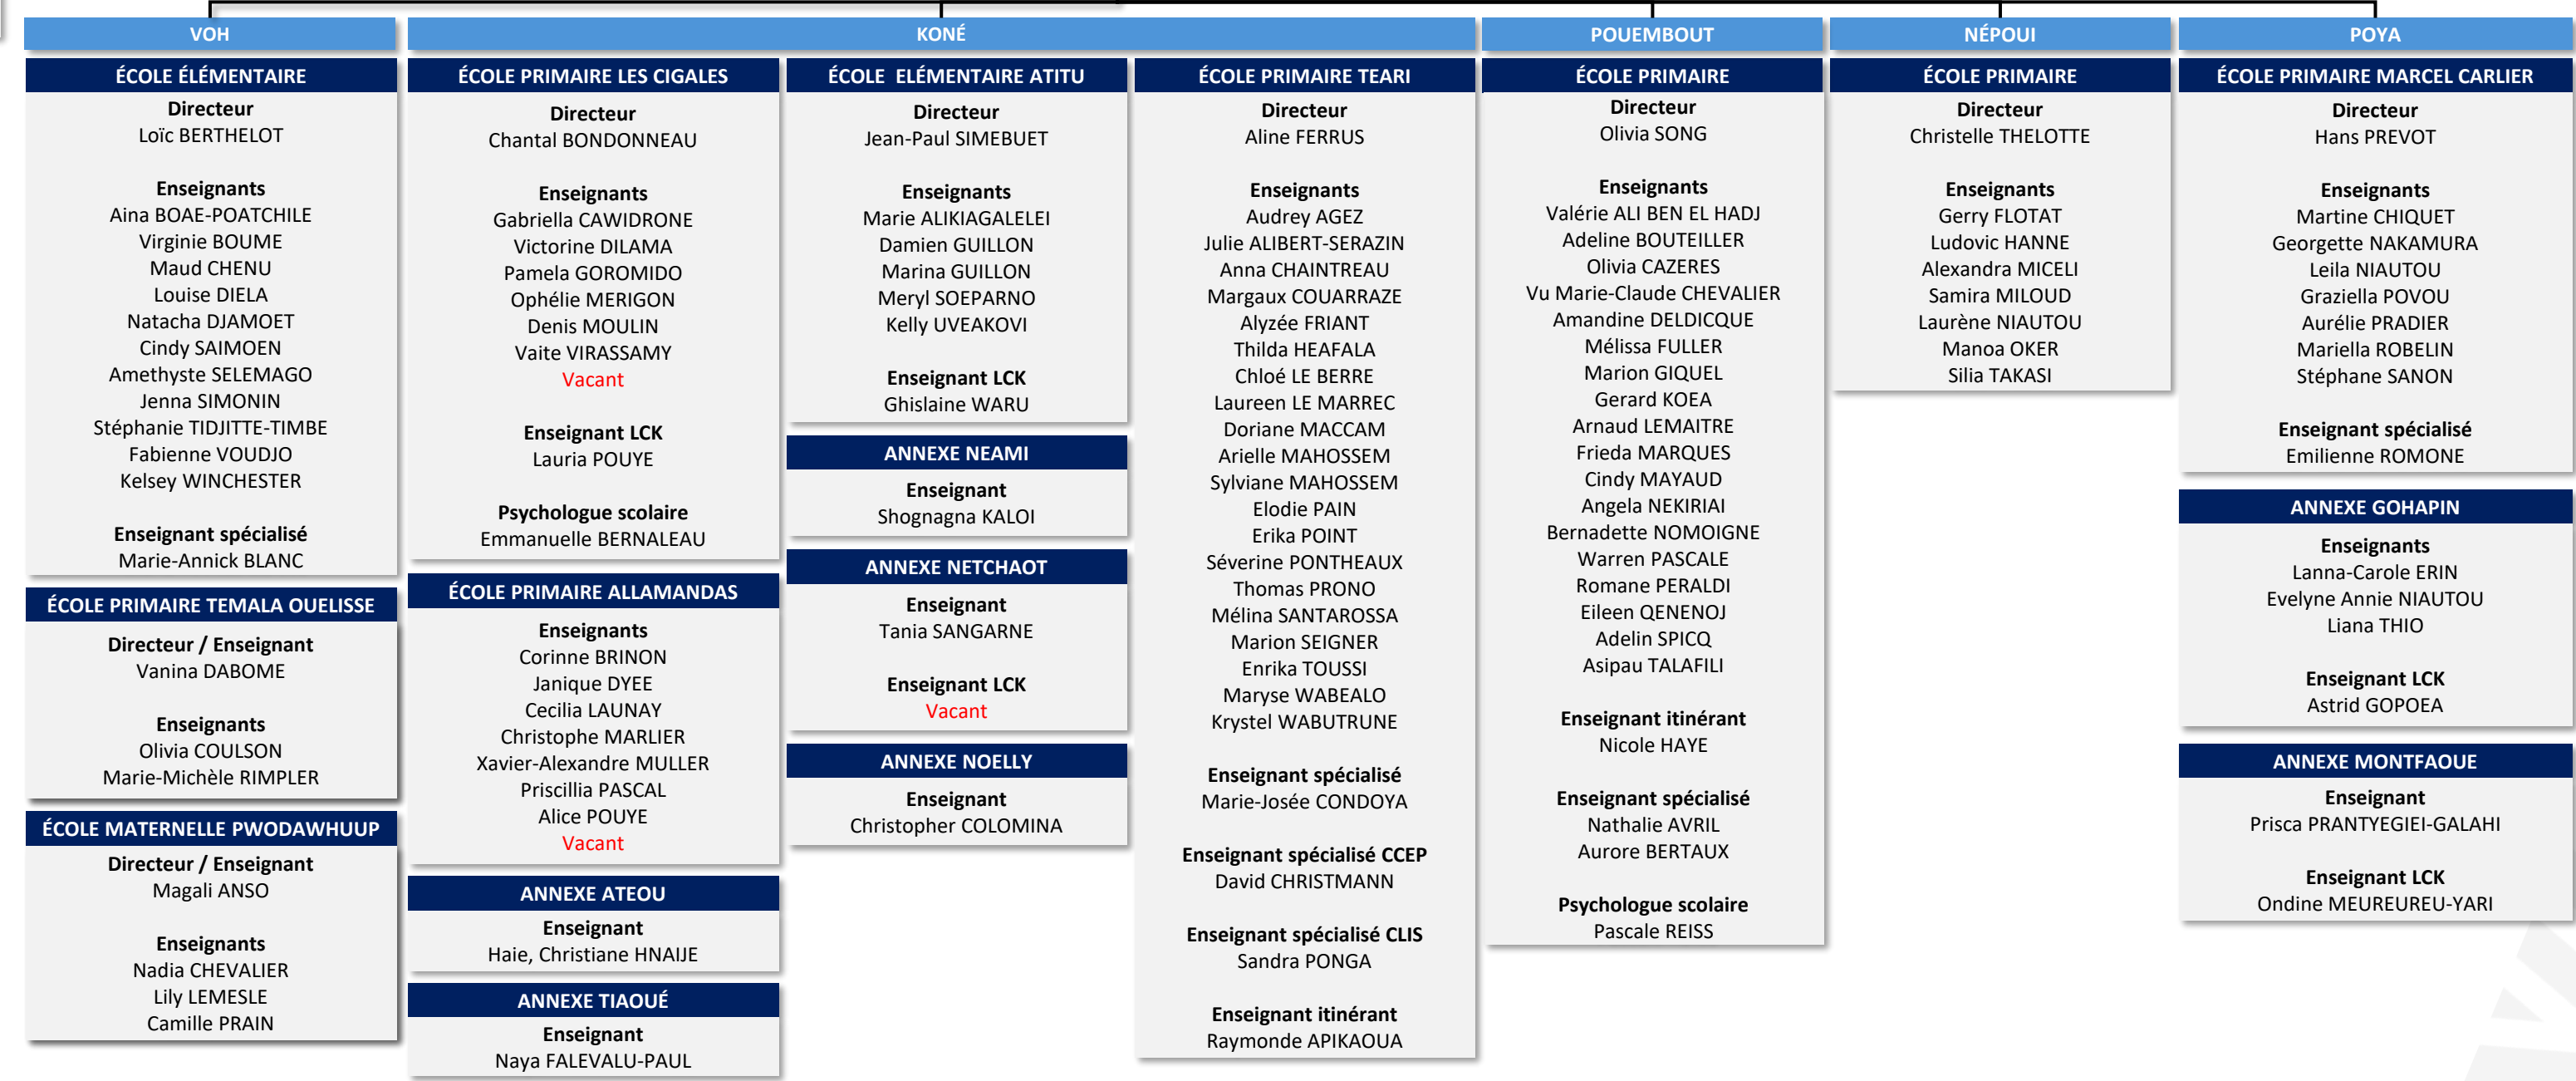 VOH
ÉCOLE ÉLÉMENTAIRE
Directeur
Loïc BERTHELOT
Enseignants
Aina BOAE-POATCHILE
Virginie BOUME
Maud CHENU
Louise DIELA
Natacha DJAMOET
Cindy SAIMOEN
Amethyste SELEMAGO
Jenna SIMONIN
Stéphanie TIDJITTE-TIMBE
Fabienne VOUDJO
Kelsey WINCHESTER
Enseignant spécialisé
Marie-Annick BLANC
ÉCOLE PRIMAIRE TEMALA OUELISSE
Directeur / Enseignant
Vanina DABOME
Enseignants
Olivia COULSON
Marie-Michèle RIMPLER
ÉCOLE MATERNELLE PWODAWHUUP
Directeur / Enseignant
Magali ANSO
Enseignants
Nadia CHEVALIER
Lily LEMESLE
Camille PRAIN
KONÉ
ÉCOLE PRIMAIRE LES CIGALES
Directeur
Chantal BONDONNEAU
Enseignants
Gabriella CAWIDRONE
Victorine DILAMA
Pamela GOROMIDO
Ophélie MERIGON
Denis MOULIN
Vaite VIRASSAMY
Vacant
Enseignant LCK
Lauria POUYE
Psychologue scolaire
Emmanuelle BERNALEAU
ÉCOLE PRIMAIRE ALLAMANDAS
Enseignants
Corinne BRINON
Janique DYEE
Cecilia LAUNAY
Christophe MARLIER
Xavier-Alexandre MULLER
Priscillia PASCAL
Alice POUYE
Vacant
ANNEXE ATEOU
Enseignant
Haie, Christiane HNAIJE
ANNEXE TIAOUÉ
Enseignant
Naya FALEVALU-PAUL
ÉCOLE ELÉMENTAIRE ATITU
Directeur
Jean-Paul SIMEBUET
Enseignants
Marie ALIKIAGALELEI
Damien GUILLON
Marina GUILLON
Meryl SOEPARNO
Kelly UVEAKOVI
Enseignant LCK
Ghislaine WARU
ANNEXE NEAMI
Enseignant
Shognagna KALOI
ANNEXE NETCHAOT
Enseignant
Tania SANGARNE
Enseignant LCK
Vacant
ANNEXE NOELLY
Enseignant
Christopher COLOMINA
ÉCOLE PRIMAIRE TEARI
Directeur
Aline FERRUS
Enseignants
Audrey AGEZ
Julie ALIBERT-SERAZIN
Anna CHAINTREAU
Margaux COUARRAZE
Alyzée FRIANT
Thilda HEAFALA
Chloé LE BERRE
Laureen LE MARREC
Doriane MACCAM
Arielle MAHOSSEM
Sylviane MAHOSSEM
Elodie PAIN
Erika POINT
Séverine PONTHEAUX
Thomas PRONO
Mélina SANTAROSSA
Marion SEIGNER
Enrika TOUSSI
Maryse WABEALO
Krystel WABUTRUNE
Enseignant spécialisé
Marie-Josée CONDOYA
Enseignant spécialisé CCEP
David CHRISTMANN
Enseignant spécialisé CLIS
Sandra PONGA
Enseignant itinérant
Raymonde APIKAOUA
POUEMBOUT
ÉCOLE PRIMAIRE
Directeur
Olivia SONG
Enseignants
Valérie ALI BEN EL HADJ
Adeline BOUTEILLER
Olivia CAZERES
Vu Marie-Claude CHEVALIER
Amandine DELDICQUE
Mélissa FULLER
Marion GIQUEL
Gerard KOEA
Arnaud LEMAITRE
Frieda MARQUES
Cindy MAYAUD
Angela NEKIRIAI
Bernadette NOMOIGNE
Warren PASCALE
Romane PERALDI
Eileen QENENOJ
Adelin SPICQ
Asipau TALAFILI
Enseignant itinérant
Nicole HAYE
Enseignant spécialisé
Nathalie AVRIL
Aurore BERTAUX
Psychologue scolaire
Pascale REISS
NÉPOUI
ÉCOLE PRIMAIRE
Directeur
Christelle THELOTTE
Enseignants
Gerry FLOTAT
Ludovic HANNE
Alexandra MICELI
Samira MILOUD
Laurène NIAUTOU
Manoa OKER
Silia TAKASI
POYA
ÉCOLE PRIMAIRE MARCEL CARLIER
Directeur
Hans PREVOT
Enseignants
Martine CHIQUET
Georgette NAKAMURA
Leila NIAUTOU
Graziella POVOU
Aurélie PRADIER
Mariella ROBELIN
Stéphane SANON
Enseignant spécialisé
Emilienne ROMONE
ANNEXE GOHAPIN
Enseignants
Lanna-Carole ERIN
Evelyne Annie NIAUTOU
Liana THIO
Enseignant LCK
Astrid GOPOEA
ANNEXE MONTFAOUE
Enseignant
Prisca PRANTYEGIEI-GALAHI
Enseignant LCK
Ondine MEUREUREU-YARI